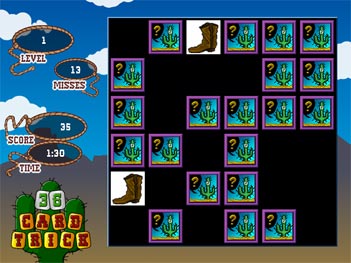 1
LEVEL
13
MISSES
35
SCORE
1:30
TIME
36
CARD
TRICK
? ? ? ? ?
? ? ?
? ? ? ? ?
? ? ?
? ?
? ? ? ?